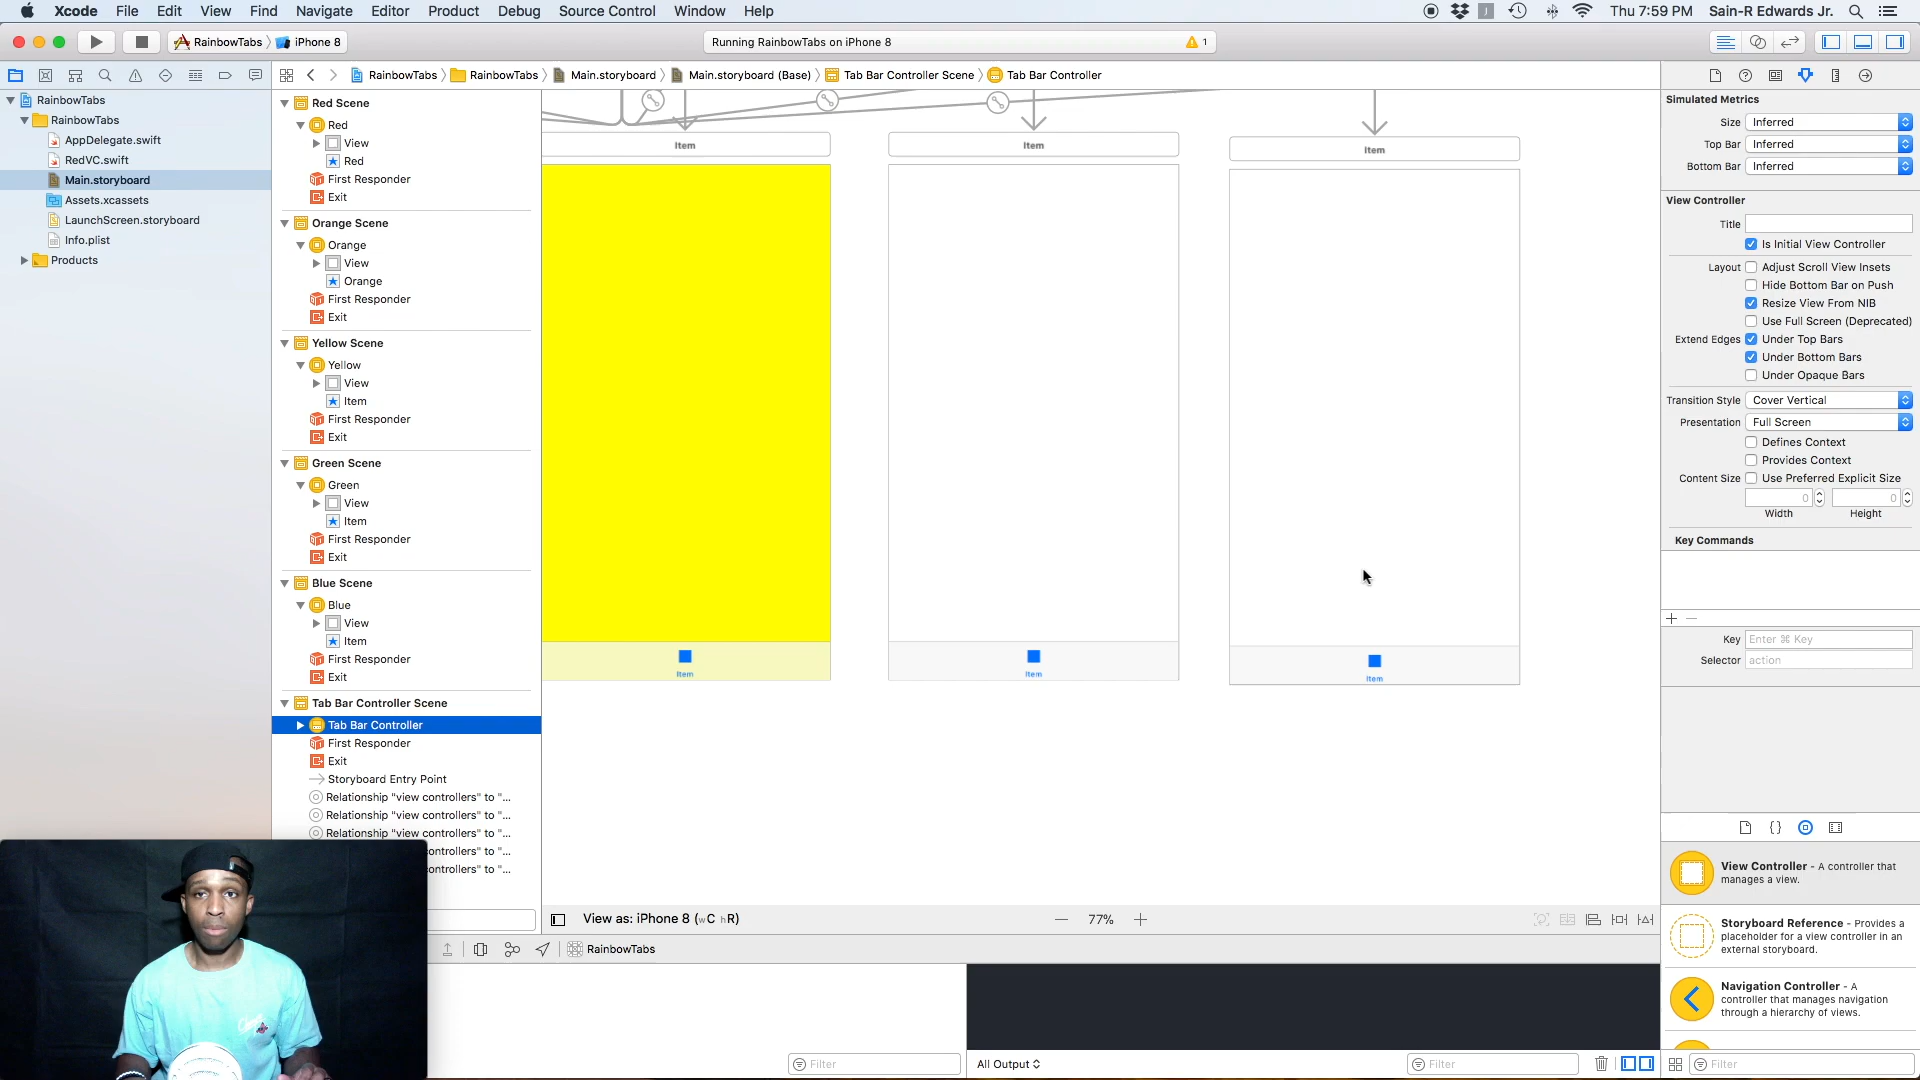 Xcode File Edit View Find Navigate Editor Product Debug Source Control Window Help
Thu 7:59 PM Sain-R Edwards Jr.
RainbowTabs iPhone 8
Running RainbowTabs on iPhone 8
1
RainbowTabs RainbowTabs Main.storyboard Main.storyboard (Base) Tab Bar Controller Scene Tab Bar Controller
RainbowTabs
RainbowTabs
AppDelegate.swift
RedVC.swift
Main.storyboard
Assets.xcassets
LaunchScreen.storyboard
Info.plist
Products
Red Scene
Red
View
Red
First Responder
Exit
Orange Scene
Orange
View
Orange
First Responder
Exit
Yellow Scene
Yellow
View
Item
First Responder
Exit
Green Scene
Green
View
Item
First Responder
Exit
Blue Scene
Blue
View
Item
First Responder
Exit
Tab Bar Controller Scene
Tab Bar Controller
First Responder
Exit
Storyboard Entry Point
Relationship "view controllers" to "...
Relationship "view controllers" to "...
Relationship "view controllers" to "...
ontrollers" to "...
ontrollers" to "...
Item
Item
Item
Item
Item
Item
View as: iPhone 8 (wC hR)
77%
RainbowTabs
Filter
All Output
Filter
Simulated Metrics
Size Inferred
Top Bar Inferred
Bottom Bar Inferred
View Controller
Title
Is Initial View Controller
Layout Adjust Scroll View Insets
Hide Bottom Bar on Push
Resize View From NIB
Use Full Screen (Deprecated)
Extend Edges Under Top Bars
Under Bottom Bars
Under Opaque Bars
Transition Style Cover Vertical
Presentation Full Screen
Defines Context
Provides Context
Content Size Use Preferred Explicit Size
0 0
Width Height
Key Commands
Key Enter ⌘ Key
Selector action
View Controller - A controller that
manages a view.
Storyboard Reference - Provides a
placeholder for a view controller in an
external storyboard.
Navigation Controller - A
controller that manages navigation
through a hierarchy of views.
Filter